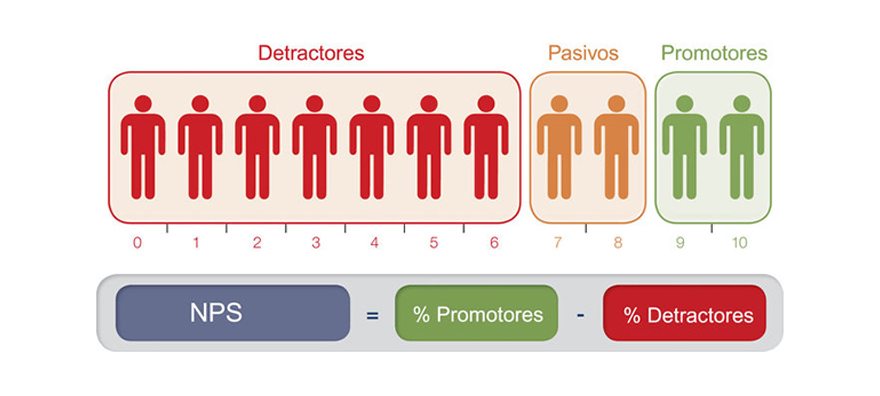 Detractores Pasivos Promotores
0 1 2 3 4 5 6 7 8 9 10
NPS = % Promotores - % Detractores